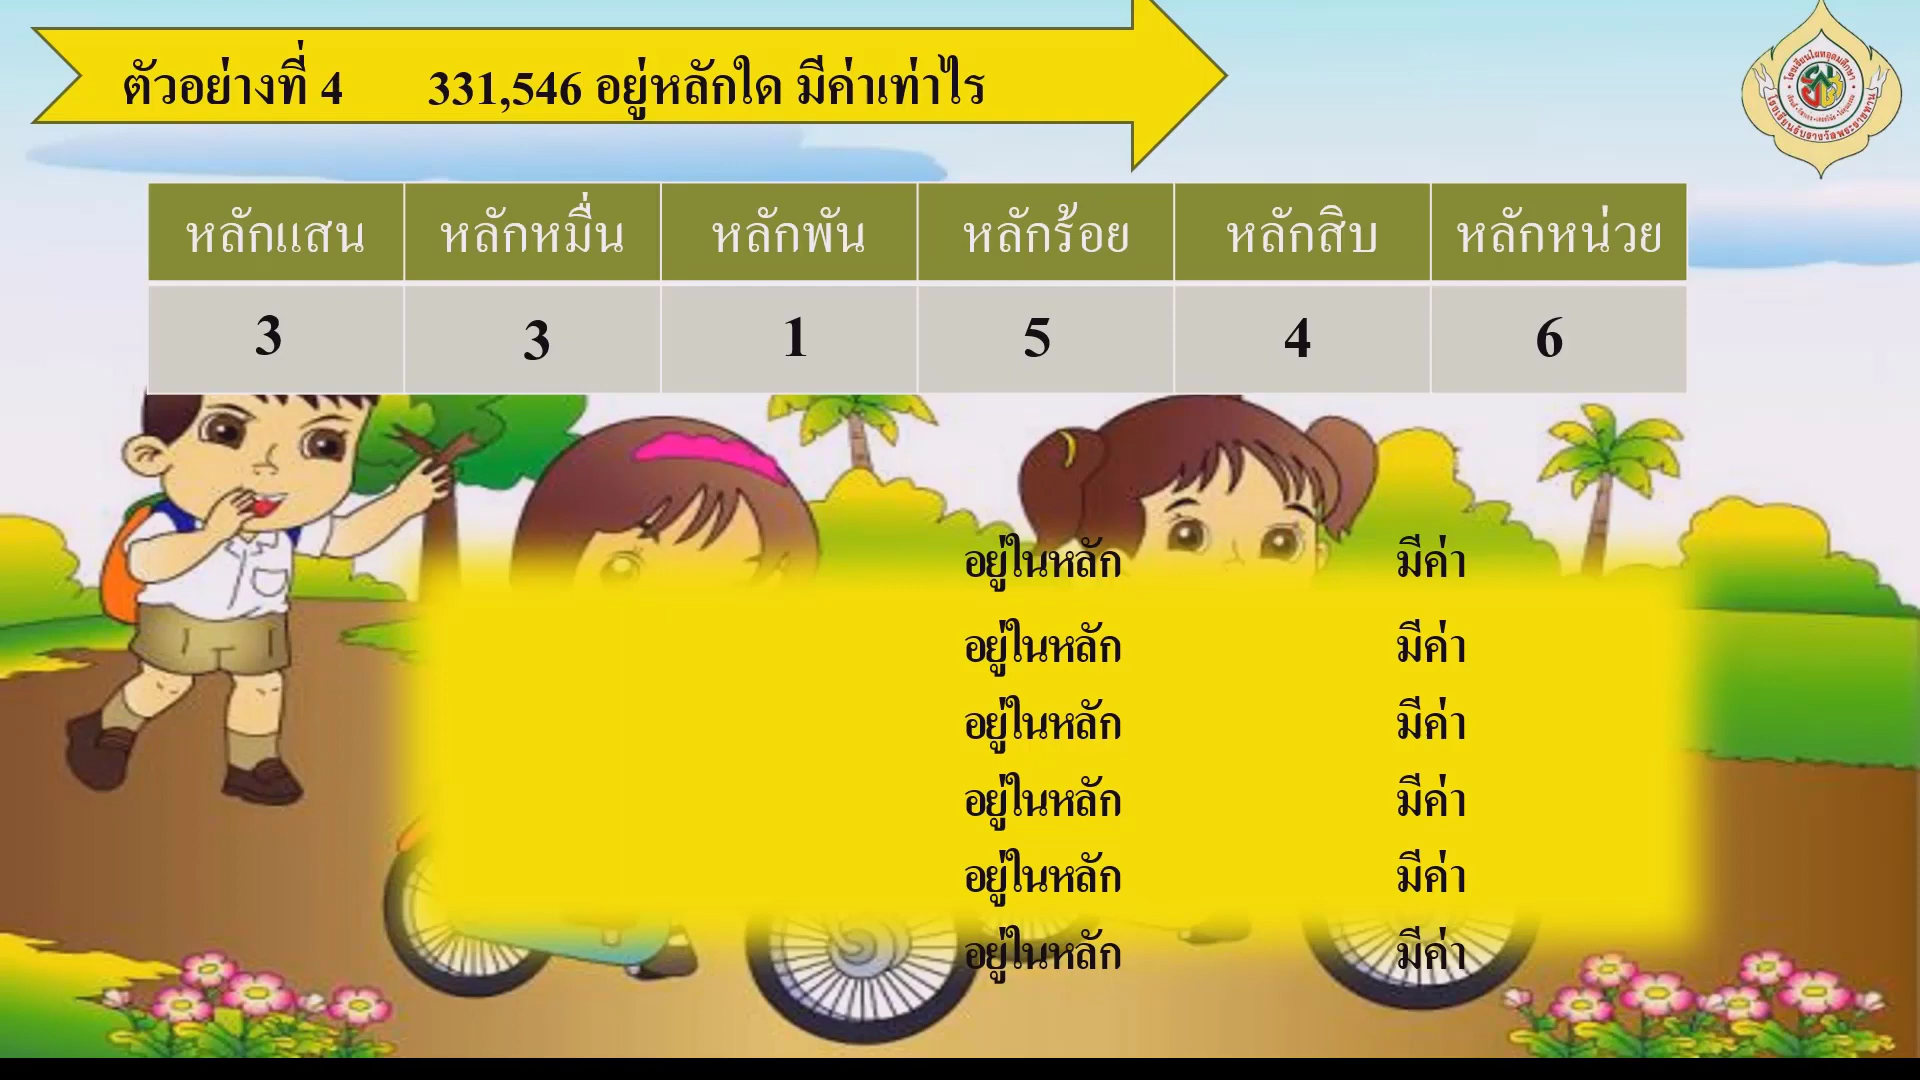 ตัวอย่างที่ 4 331,546 อยู่หลักใด มีค่าเท่าไร
หลักแสน หลักหมื่น หลักพัน หลักร้อย หลักสิบ หลักหน่วย
3 3 1 5 4 6
อยู่ในหลัก มีค่า
อยู่ในหลัก มีค่า
อยู่ในหลัก มีค่า
อยู่ในหลัก มีค่า
อยู่ในหลัก มีค่า
อยู่ในหลัก มีค่า